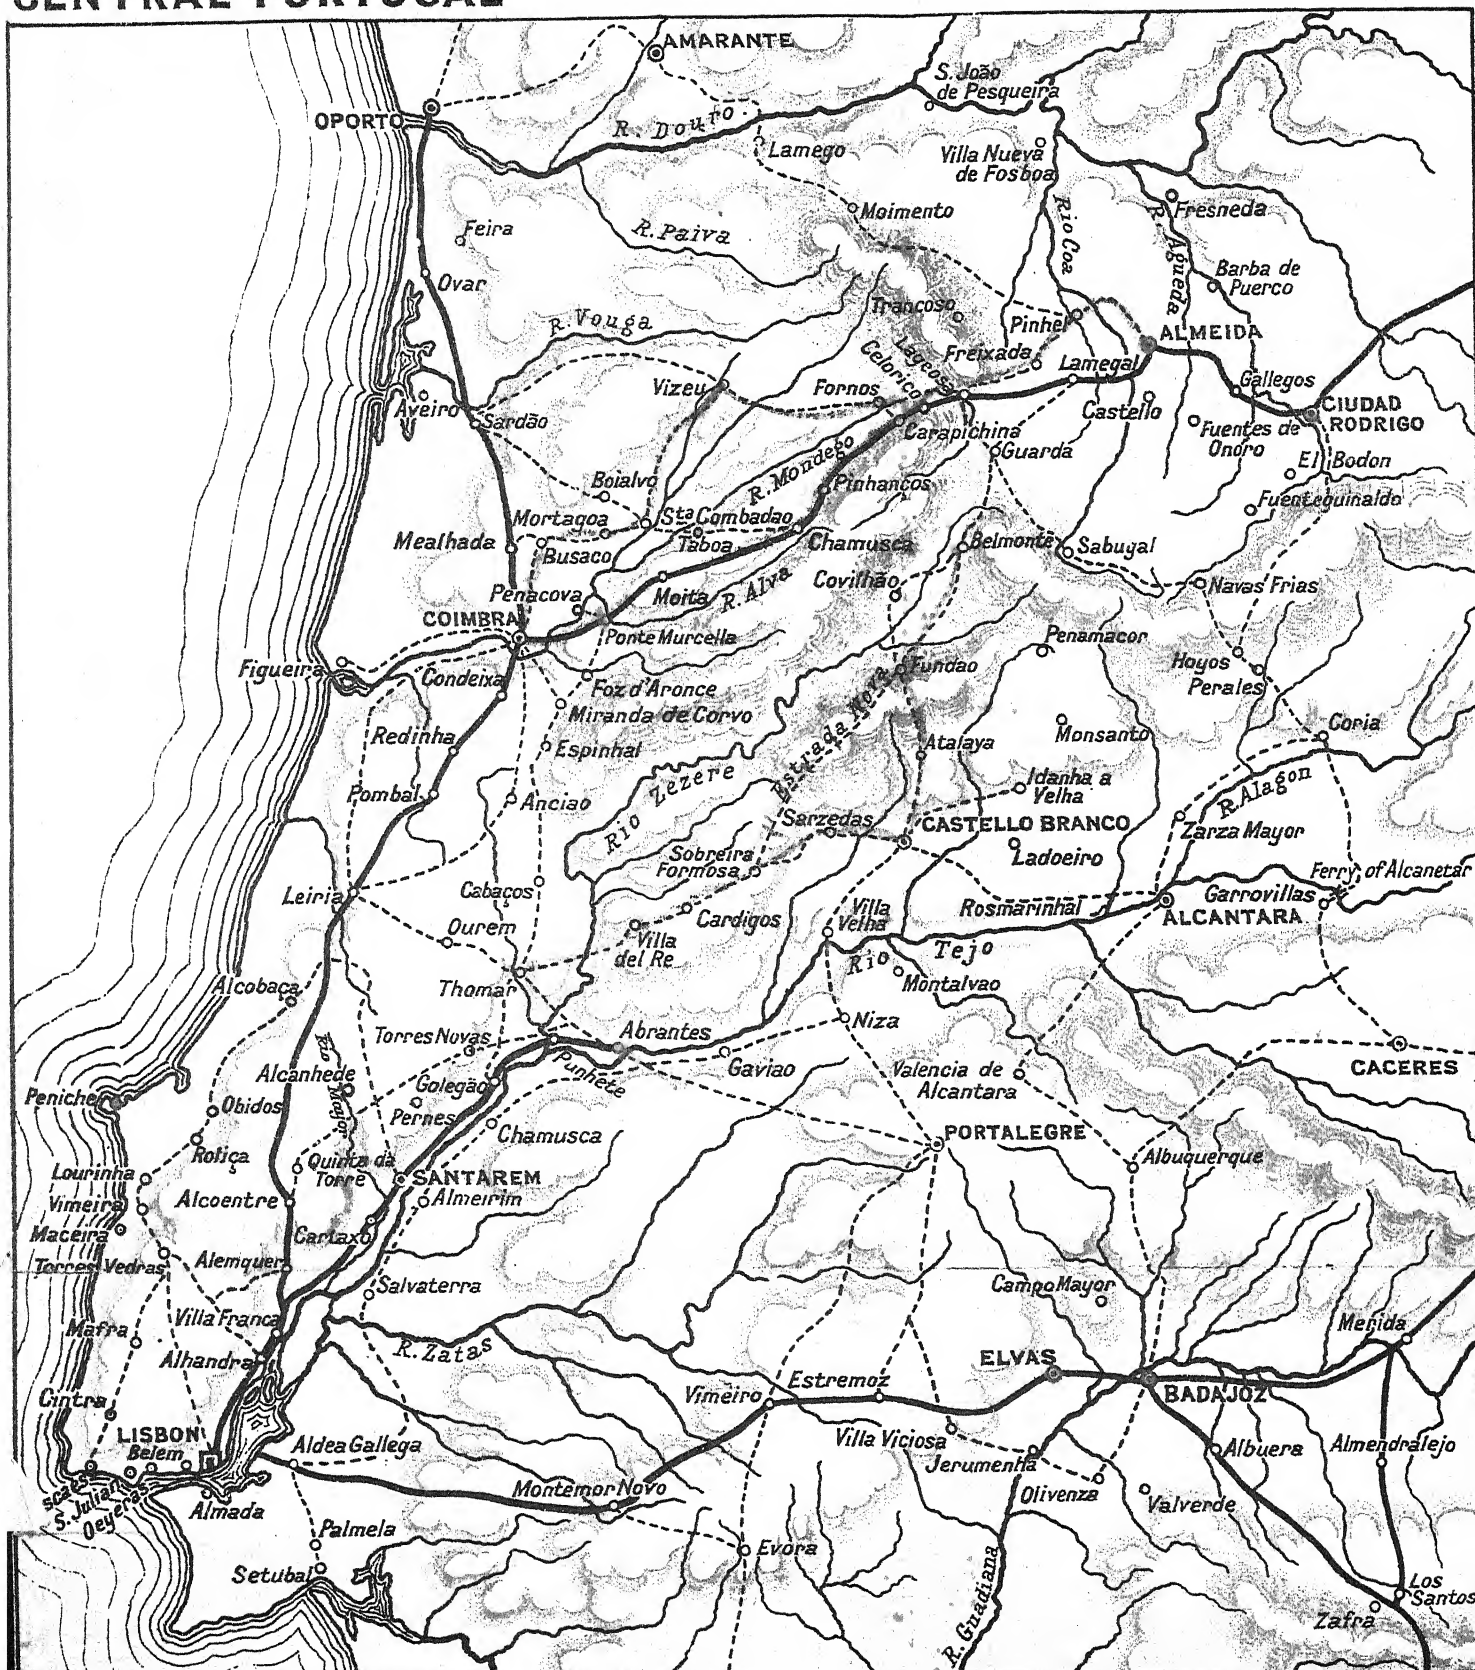 CENTRAL PORTUGAL
AMARANTE
OPORTO
R. Douro.
S. João
de Pesqueira
Lamego
Villa Nueva
de Fosboa
Moimento
Fresneda
Feira
R. Paiva
Rio Coa
R. Agueda
Ovar
Barba de
Puerco
R. Vouga
Trancoso
Pinhel
ALMEIDA
Freixada
Lageosa
Celorico
Lamegal
Gallegos
Vizeu
Fornos
Aveiro
Sardão
Castello
CIUDAD
RODRIGO
Carapichina
Guarda
Fuentes de
Onoro
El Bodon
Boialvo
R. Mondego
Pinhancos
Fuenteguinaldo
Mortagoa
Sta Combadao
Mealhada
Busaco
Taboa
Chamusca
Belmonte
Sabugal
Penacova
Moita
R. Alva
Covilhão
Navas Frias
COIMBRA
Ponte Murcella
Penamacor
Figueira
Condeixa
Foz d'Aronce
Fundao
Hoyos
Perales
Miranda de Corvo
Redinha
Espinhal
Estrada Nova
Atalaya
Monsanto
Coria
Pombal
Anciao
Rio Zezere
Idanha a
Velha
R. Alagon
Sarzedas
CASTELLO BRANCO
Zarza Mayor
Sobreira
Formosa
Ladoeiro
Leiria
Cabaços
Ferry of Alcanetar
Garrovillas
Cardigos
Villa
Velha
Rosmarinhal
ALCANTARA
Ourem
Villa
del Re
Rio Tejo
Thomar
Montalvao
Alcobaça
Torres Novas
Abrantes
Niza
Rio Mayor
Punhete
Gaviao
Valencia de
Alcantara
CACERES
Alcanhede
Golegão
Peniche
Obidos
Pernes
Chamusca
PORTALEGRE
Roliça
Lourinha
Quinta da
Torre
SANTAREM
Albuquerque
Vimeira
Alcoentre
Almeirim
Maceira
Cartaxo
Torres Vedras
Alemquer
Salvaterra
Campo Mayor
Villa Franca
Mafra
Alhandra
R. Zatas
Merida
ELVAS
Estremoz
Vimeiro
BADAJOZ
Cintra
LISBON
Belem
Aldea Gallega
Villa Viciosa
Jerumenha
Albuera
Almendralejo
scaes
S. Julian
Oeyeras
Almada
Montemor Novo
Olivenza
Valverde
Palmela
Evora
Setubal
R. Guadiana
Los
Santos
Zafra